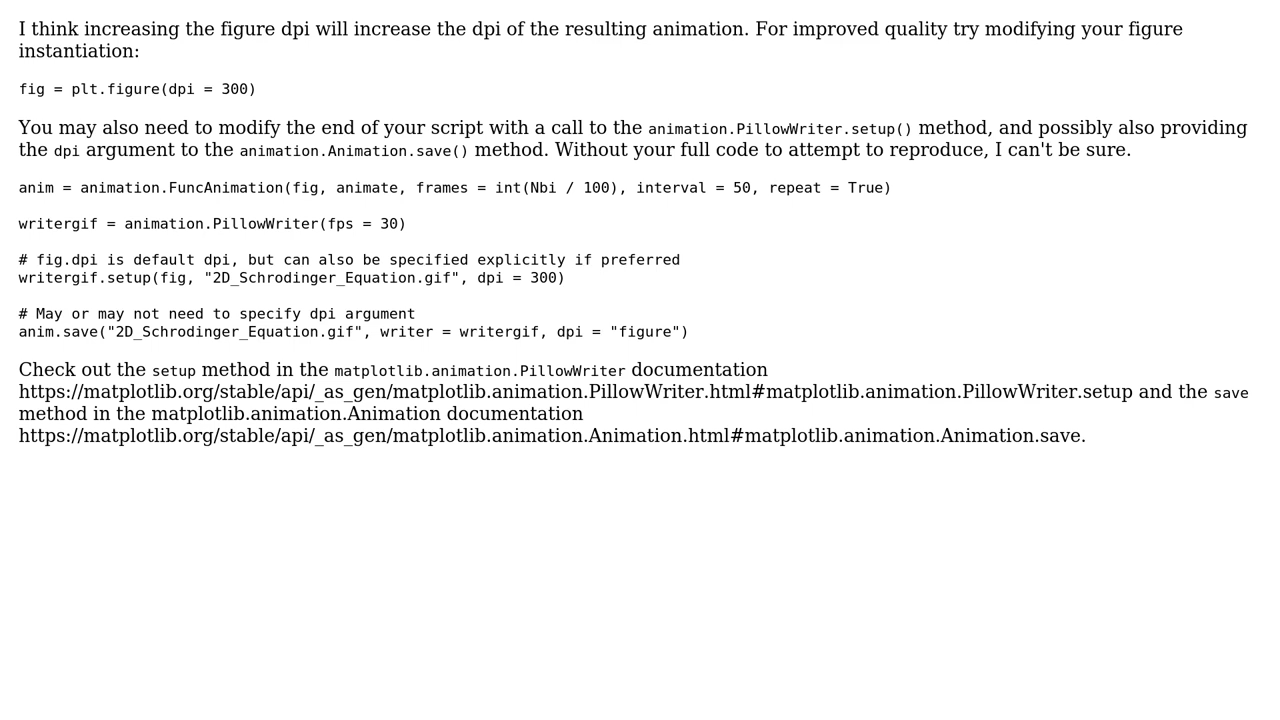 I think increasing the figure dpi will increase the dpi of the resulting animation. For improved quality try modifying your figure
instantiation:
fig = plt.figure(dpi = 300)
You may also need to modify the end of your script with a call to the animation.PillowWriter.setup() method, and possibly also providing
the dpi argument to the animation.Animation.save() method. Without your full code to attempt to reproduce, I can't be sure.
anim = animation.FuncAnimation(fig, animate, frames = int(Nbi / 100), interval = 50, repeat = True)
writergif = animation.PillowWriter(fps = 30)
# fig.dpi is default dpi, but can also be specified explicitly if preferred
writergif.setup(fig, "2D_Schrodinger_Equation.gif", dpi = 300)
# May or may not need to specify dpi argument
anim.save("2D_Schrodinger_Equation.gif", writer = writergif, dpi = "figure")
Check out the setup method in the matplotlib.animation.PillowWriter documentation
https://matplotlib.org/stable/api/_as_gen/matplotlib.animation.PillowWriter.html#matplotlib.animation.PillowWriter.setup and the save
method in the matplotlib.animation.Animation documentation
https://matplotlib.org/stable/api/_as_gen/matplotlib.animation.Animation.html#matplotlib.animation.Animation.save.